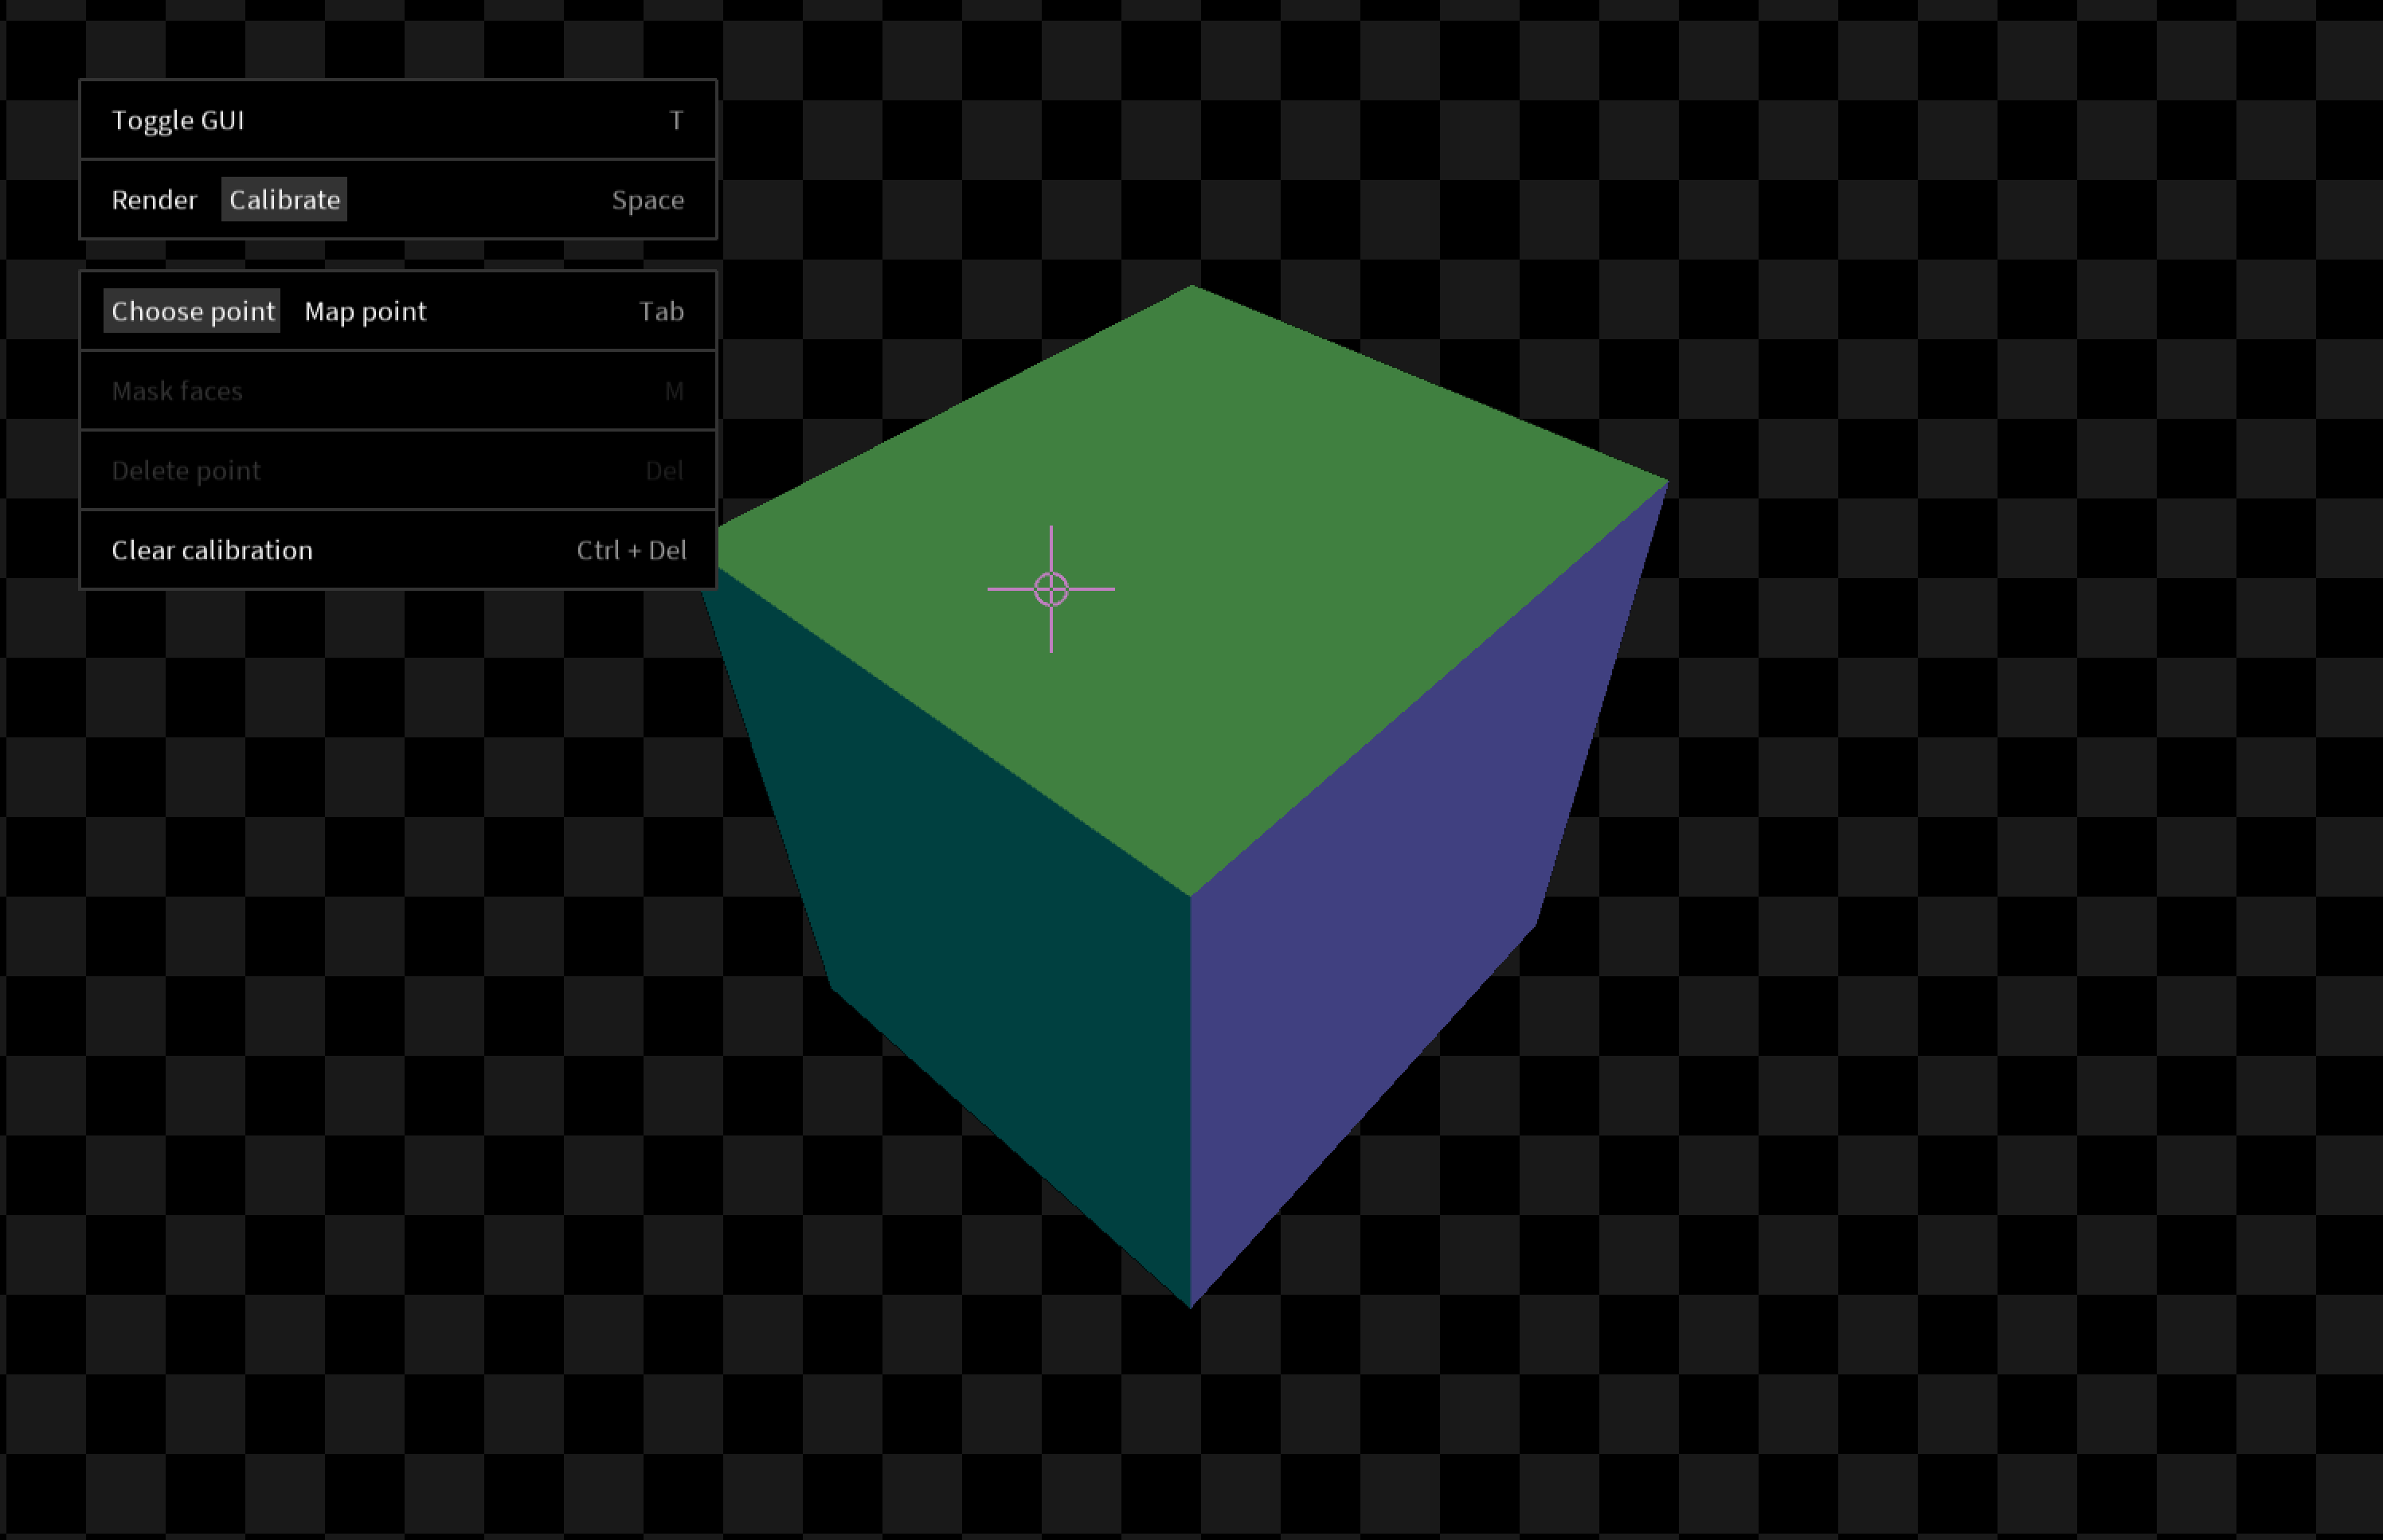 Toggle GUI T
Render Calibrate Space
Choose point Map point Tab
Mask faces M
Delete point Del
Clear calibration Ctrl + Del